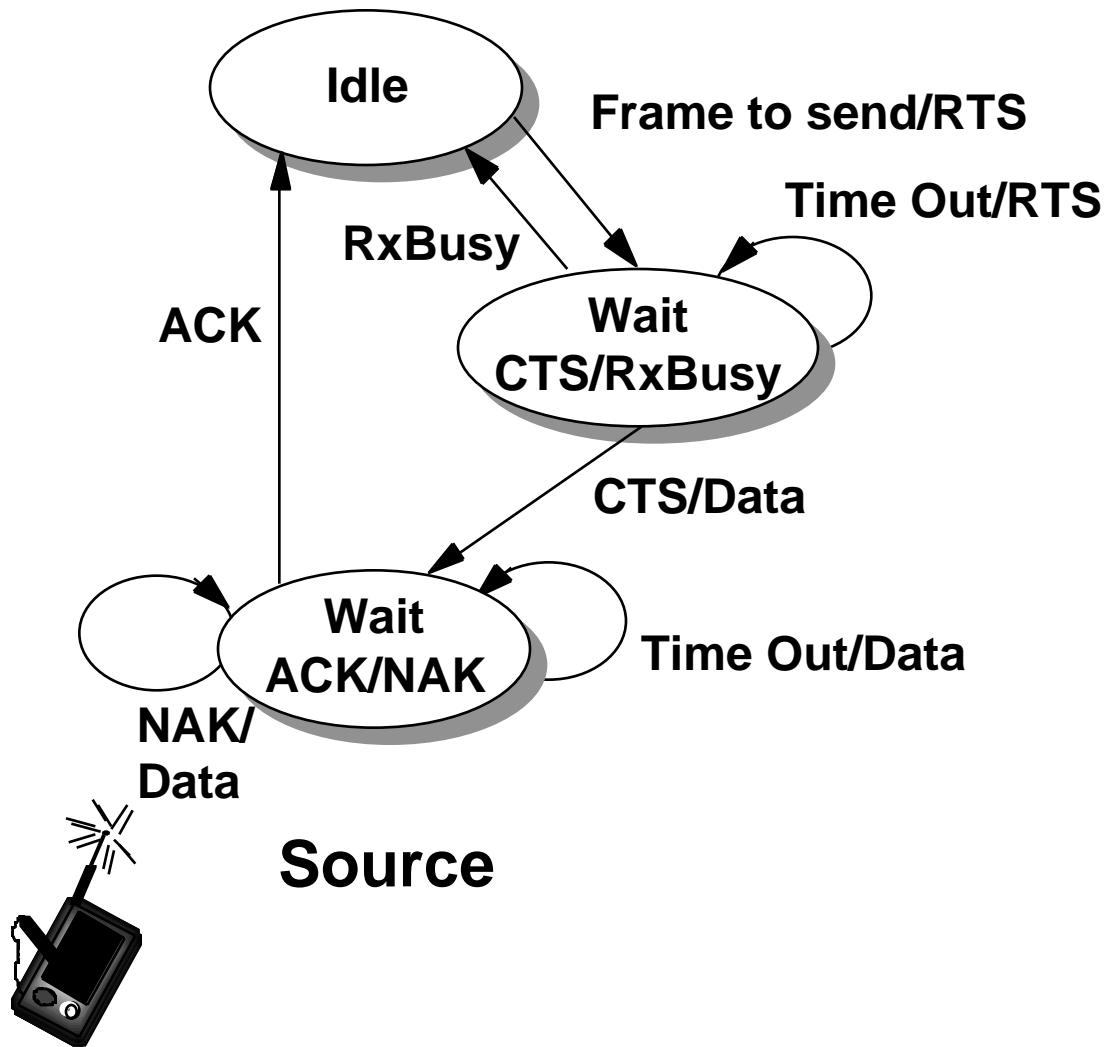 Idle
Frame to send/RTS
Time Out/RTS
RxBusy
ACK
Wait
CTS/RxBusy
CTS/Data
Wait
ACK/NAK
Time Out/Data
NAK/
Data
Source